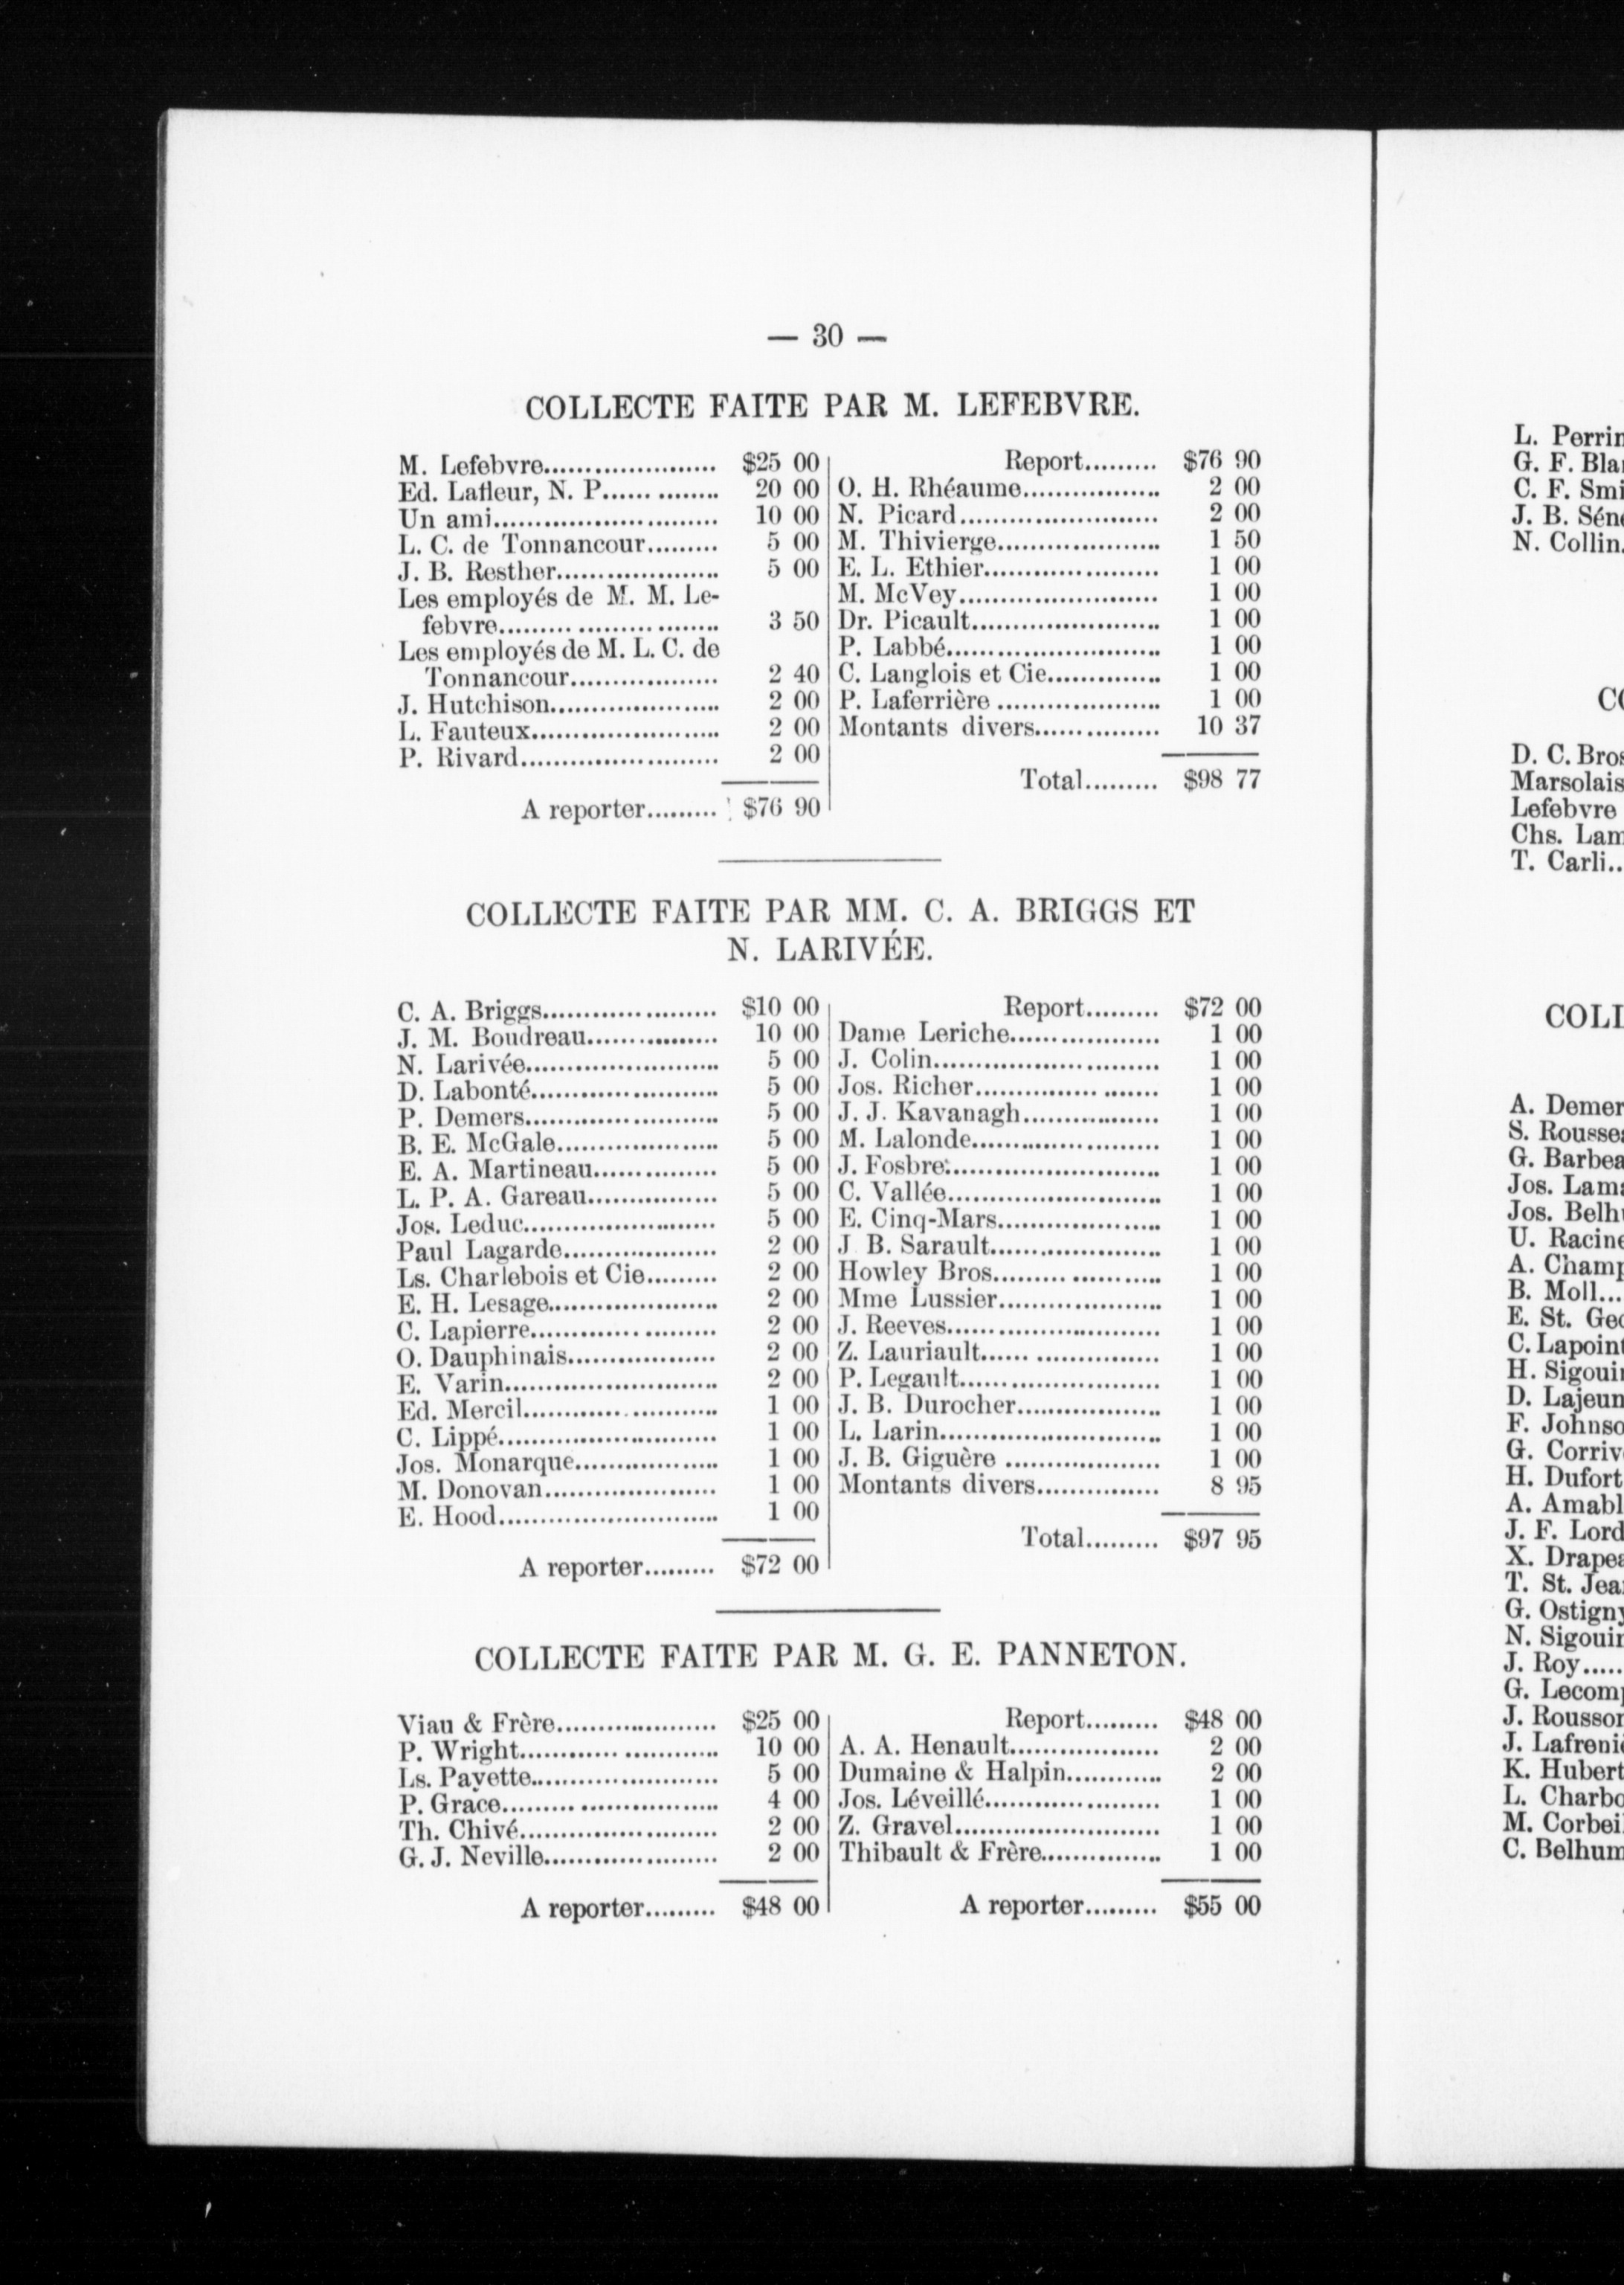 — 30 —
COLLECTE FAITE PAR M. LEFEBVRE.
M. Lefebvre..................... $25 00
Ed. Lafleur, N. P.............. 20 00
Un ami........................... 10 00
L. C. de Tonnancour......... 5 00
J. B. Resther.................... 5 00
Les employés de M. M. Le-
febvre.......................... 3 50
Les employés de M. L. C. de
Tonnancour.................. 2 40
J. Hutchison..................... 2 00
L. Fauteux....................... 2 00
P. Rivard........................ 2 00
A reporter......... $76 90
Report......... $76 90
O. H. Rhéaume................. 2 00
N. Picard........................ 2 00
M. Thivierge.................... 1 50
E. L. Ethier..................... 1 00
M. McVey........................ 1 00
Dr. Picault....................... 1 00
P. Labbé.......................... 1 00
C. Langlois et Cie.............. 1 00
P. Laferrière .................... 1 00
Montants divers............... 10 37
Total......... $98 77
COLLECTE FAITE PAR MM. C. A. BRIGGS ET
N. LARIVÉE.
C. A. Briggs..................... $10 00
J. M. Boudreau................ 10 00
N. Larivée....................... 5 00
D. Labonté....................... 5 00
P. Demers........................ 5 00
B. E. McGale.................... 5 00
E. A. Martineau............... 5 00
L. P. A. Gareau................ 5 00
Jos. Leduc....................... 5 00
Paul Lagarde................... 2 00
Ls. Charlebois et Cie......... 2 00
E. H. Lesage.................... 2 00
C. Lapierre...................... 2 00
O. Dauphinais.................. 2 00
E. Varin.......................... 2 00
Ed. Mercil........................ 1 00
C. Lippé.......................... 1 00
Jos. Monarque.................. 1 00
M. Donovan..................... 1 00
E. Hood........................... 1 00
A reporter......... $72 00
Report......... $72 00
Dame Leriche.................. 1 00
J. Colin........................... 1 00
Jos. Richer...................... 1 00
J. J. Kavanagh................. 1 00
M. Lalonde....................... 1 00
J. Fosbre.......................... 1 00
C. Vallée.......................... 1 00
E. Cinq-Mars.................... 1 00
J B. Sarault..................... 1 00
Howley Bros.................... 1 00
Mme Lussier.................... 1 00
J. Reeves.......................... 1 00
Z. Lauriault..................... 1 00
P. Legault........................ 1 00
J. B. Durocher.................. 1 00
L. Larin........................... 1 00
J. B. Giguère ................... 1 00
Montants divers............... 8 95
Total......... $97 95
COLLECTE FAITE PAR M. G. E. PANNETON.
Viau & Frère.................... $25 00
P. Wright........................ 10 00
Ls. Payette....................... 5 00
P. Grace.......................... 4 00
Th. Chivé........................ 2 00
G. J. Neville..................... 2 00
A reporter......... $48 00
Report......... $48 00
A. A. Henault.................. 2 00
Dumaine & Halpin............ 2 00
Jos. Léveillé..................... 1 00
Z. Gravel......................... 1 00
Thibault & Frère............... 1 00
A reporter......... $55 00
L.
G. F.
C. F.
J. B.
N. Collin.
D. C.
Lefebvre
Chs.
T. Carli..
A.
S.
G.
Jos.
Jos.
U.
A.
B. Moll...
E. St.
C.
H.
D.
F.
G.
H. Dufort
A.
J. F.
X.
T. St.
G.
N.
J. Roy.....
G.
J.
J.
K. Hubert
L.
M.
C.